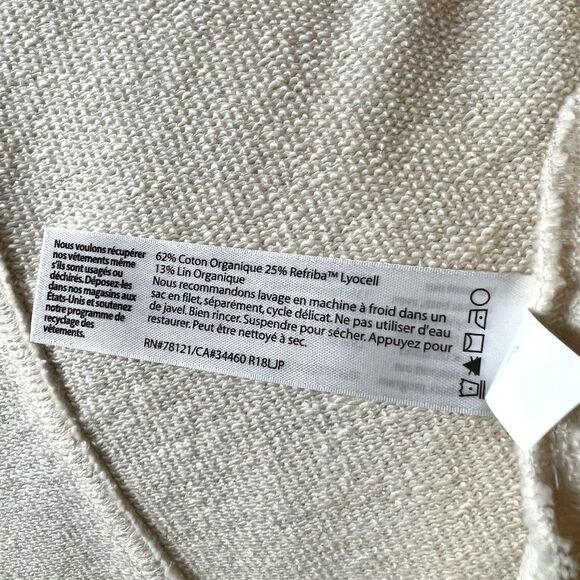 Nous voulons récupérer
nos vêtements même
s'ils sont usagés ou
déchirés. Déposez-les
dans nos magasins aux
États-Unis et soutenez
notre programme de
recyclage des
vêtements.
62% Coton Organique 25% Refriba™ Lyocell
13% Lin Organique
Nous recommandons lavage en machine à froid dans un
sac en filet, séparément, cycle délicat. Ne pas utiliser d'eau
de javel. Bien rincer. Suspendre pour sécher. Appuyez pour
restaurer. Peut être nettoyé à sec.
RN#78121/CA#34460 R18LJP